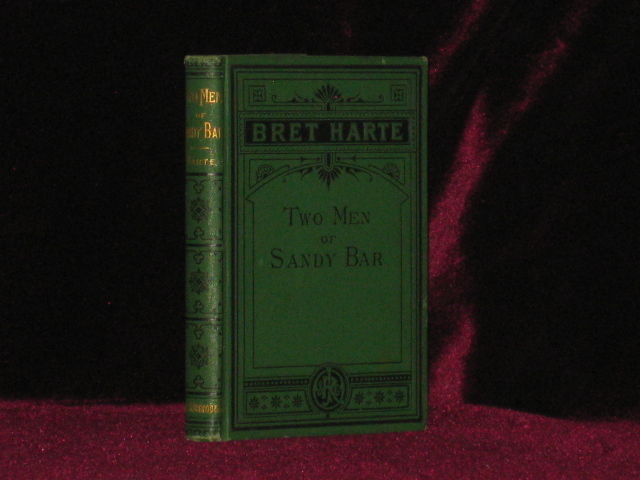 BRET HARTE
TWO MEN
OF
SANDY BAR
TWO MEN
OF
SANDY BAR
HARTE